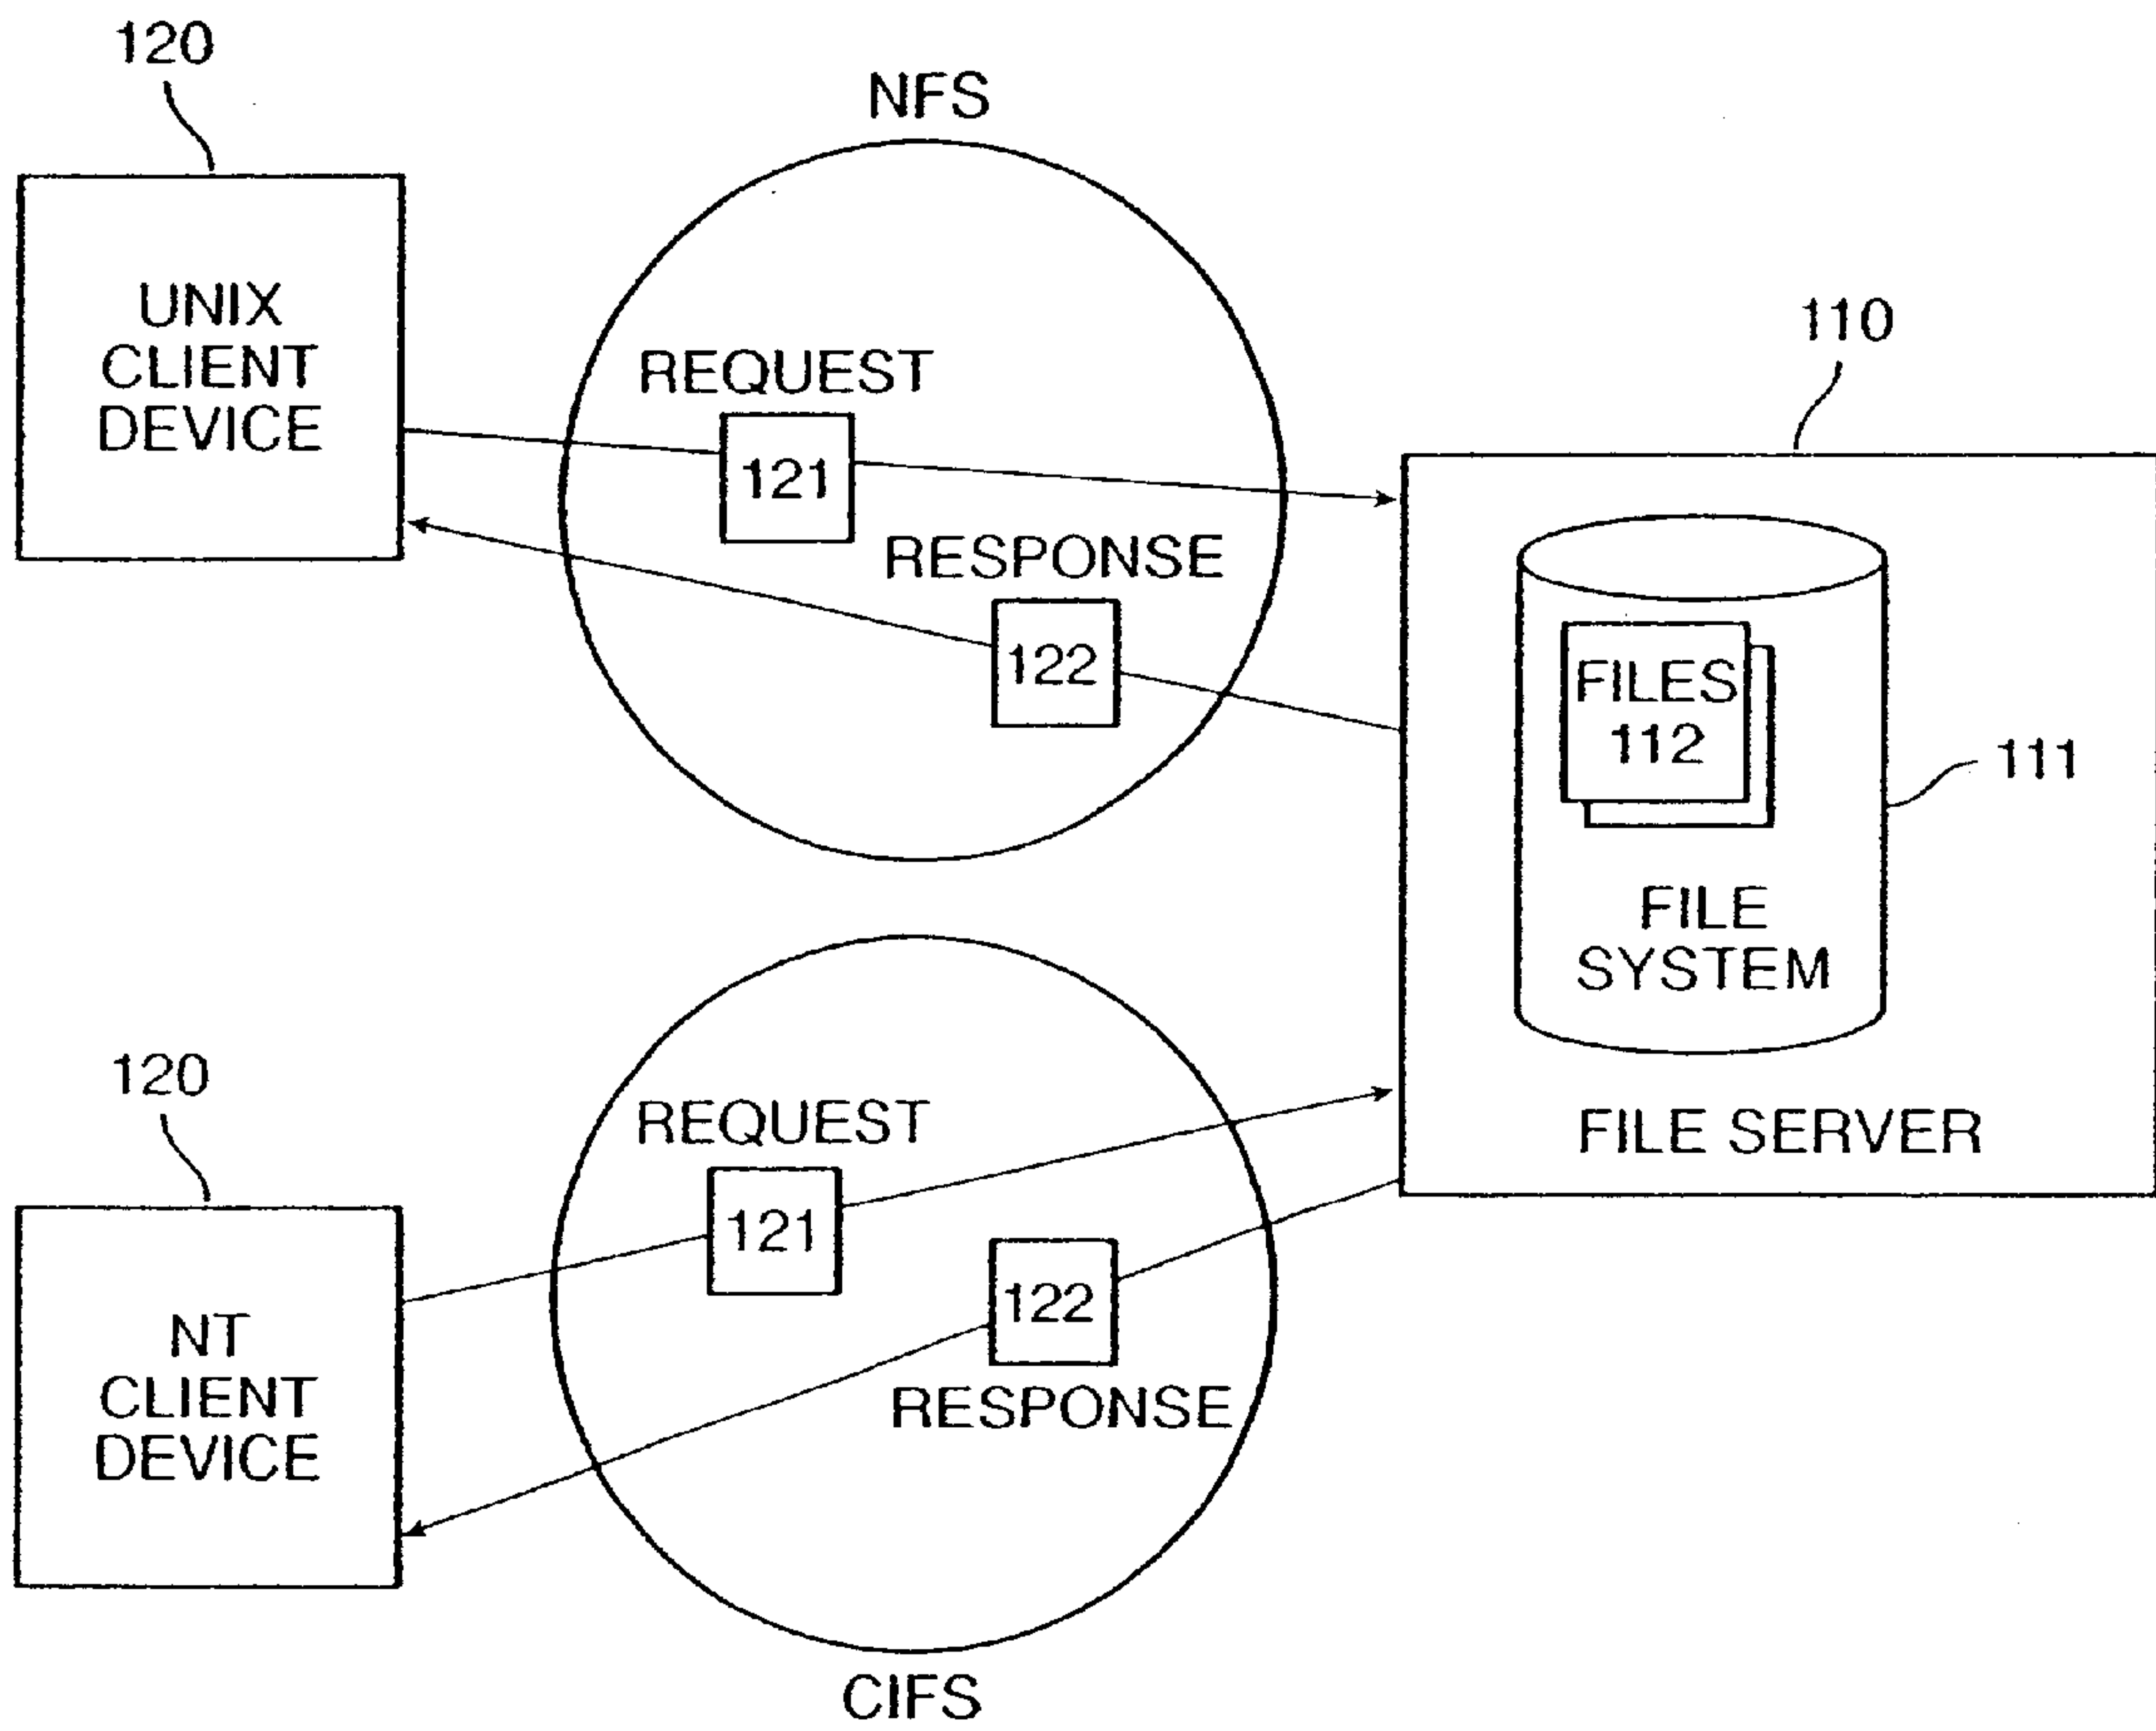 120
NFS
UNIX
CLIENT
DEVICE
REQUEST
121
RESPONSE
122
110
FILES
112
111
FILE
SYSTEM
FILE SERVER
120
REQUEST
121
122
RESPONSE
NT
CLIENT
DEVICE
CIFS